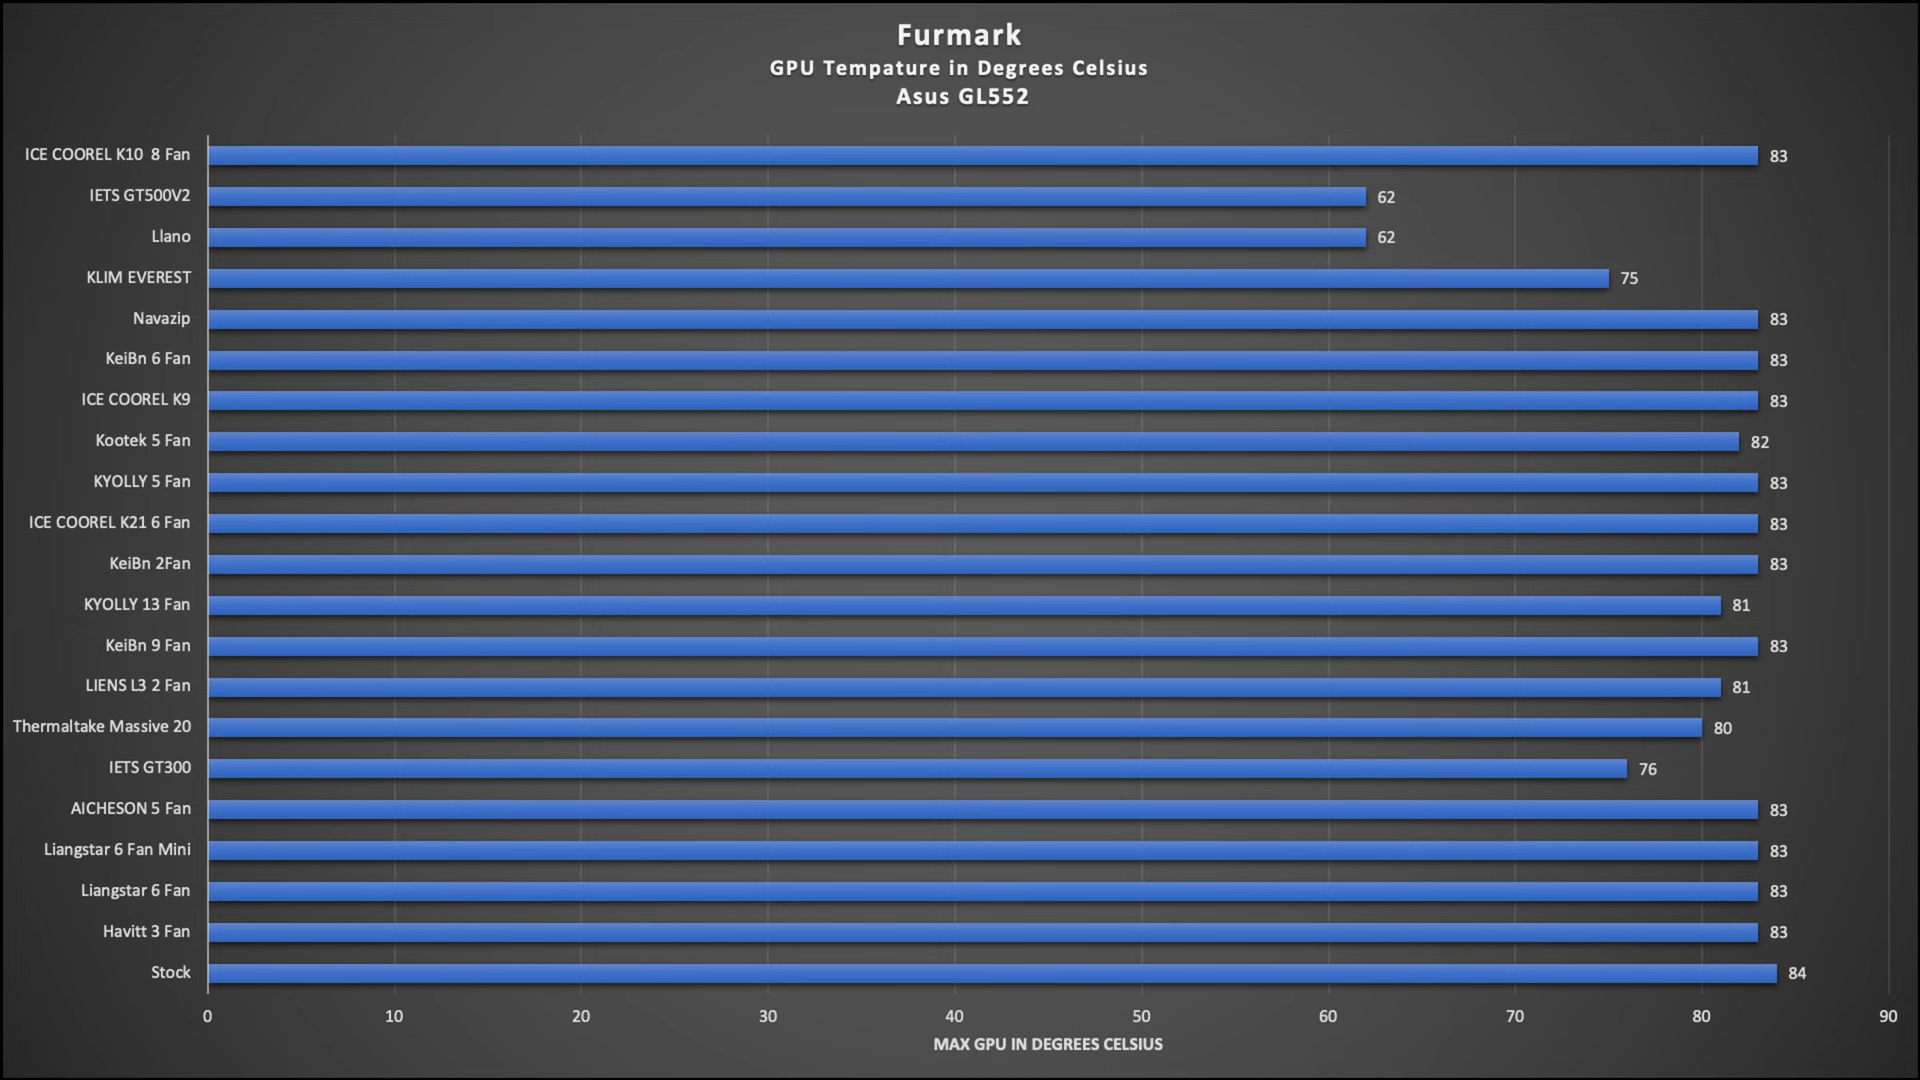 Furmark
GPU Tempature in Degrees Celsius
Asus GL552
ICE COOREL K10  8 Fan 83
IETS GT500V2 62
Llano 62
KLIM EVEREST 75
Navazip 83
KeiBn 6 Fan 83
ICE COOREL K9 83
Kootek 5 Fan 82
KYOLLY 5 Fan 83
ICE COOREL K21 6 Fan 83
KeiBn 2Fan 83
KYOLLY 13 Fan 81
KeiBn 9 Fan 83
LIENS L3 2 Fan 81
Thermaltake Massive 20 80
IETS GT300 76
AICHESON 5 Fan 83
Liangstar 6 Fan Mini 83
Liangstar 6 Fan 83
Havitt 3 Fan 83
Stock 84
0 10 20 30 40 50 60 70 80 90
MAX GPU IN DEGREES CELSIUS